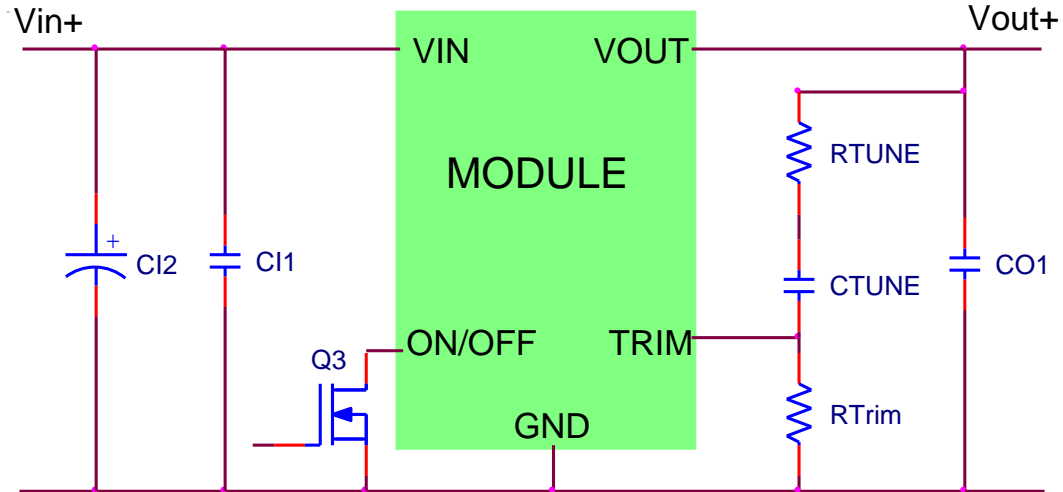 Vin+
Vout+
VIN
VOUT
MODULE
RTUNE
+
CI2
CI1
CTUNE
CO1
ON/OFF
TRIM
Q3
RTrim
GND